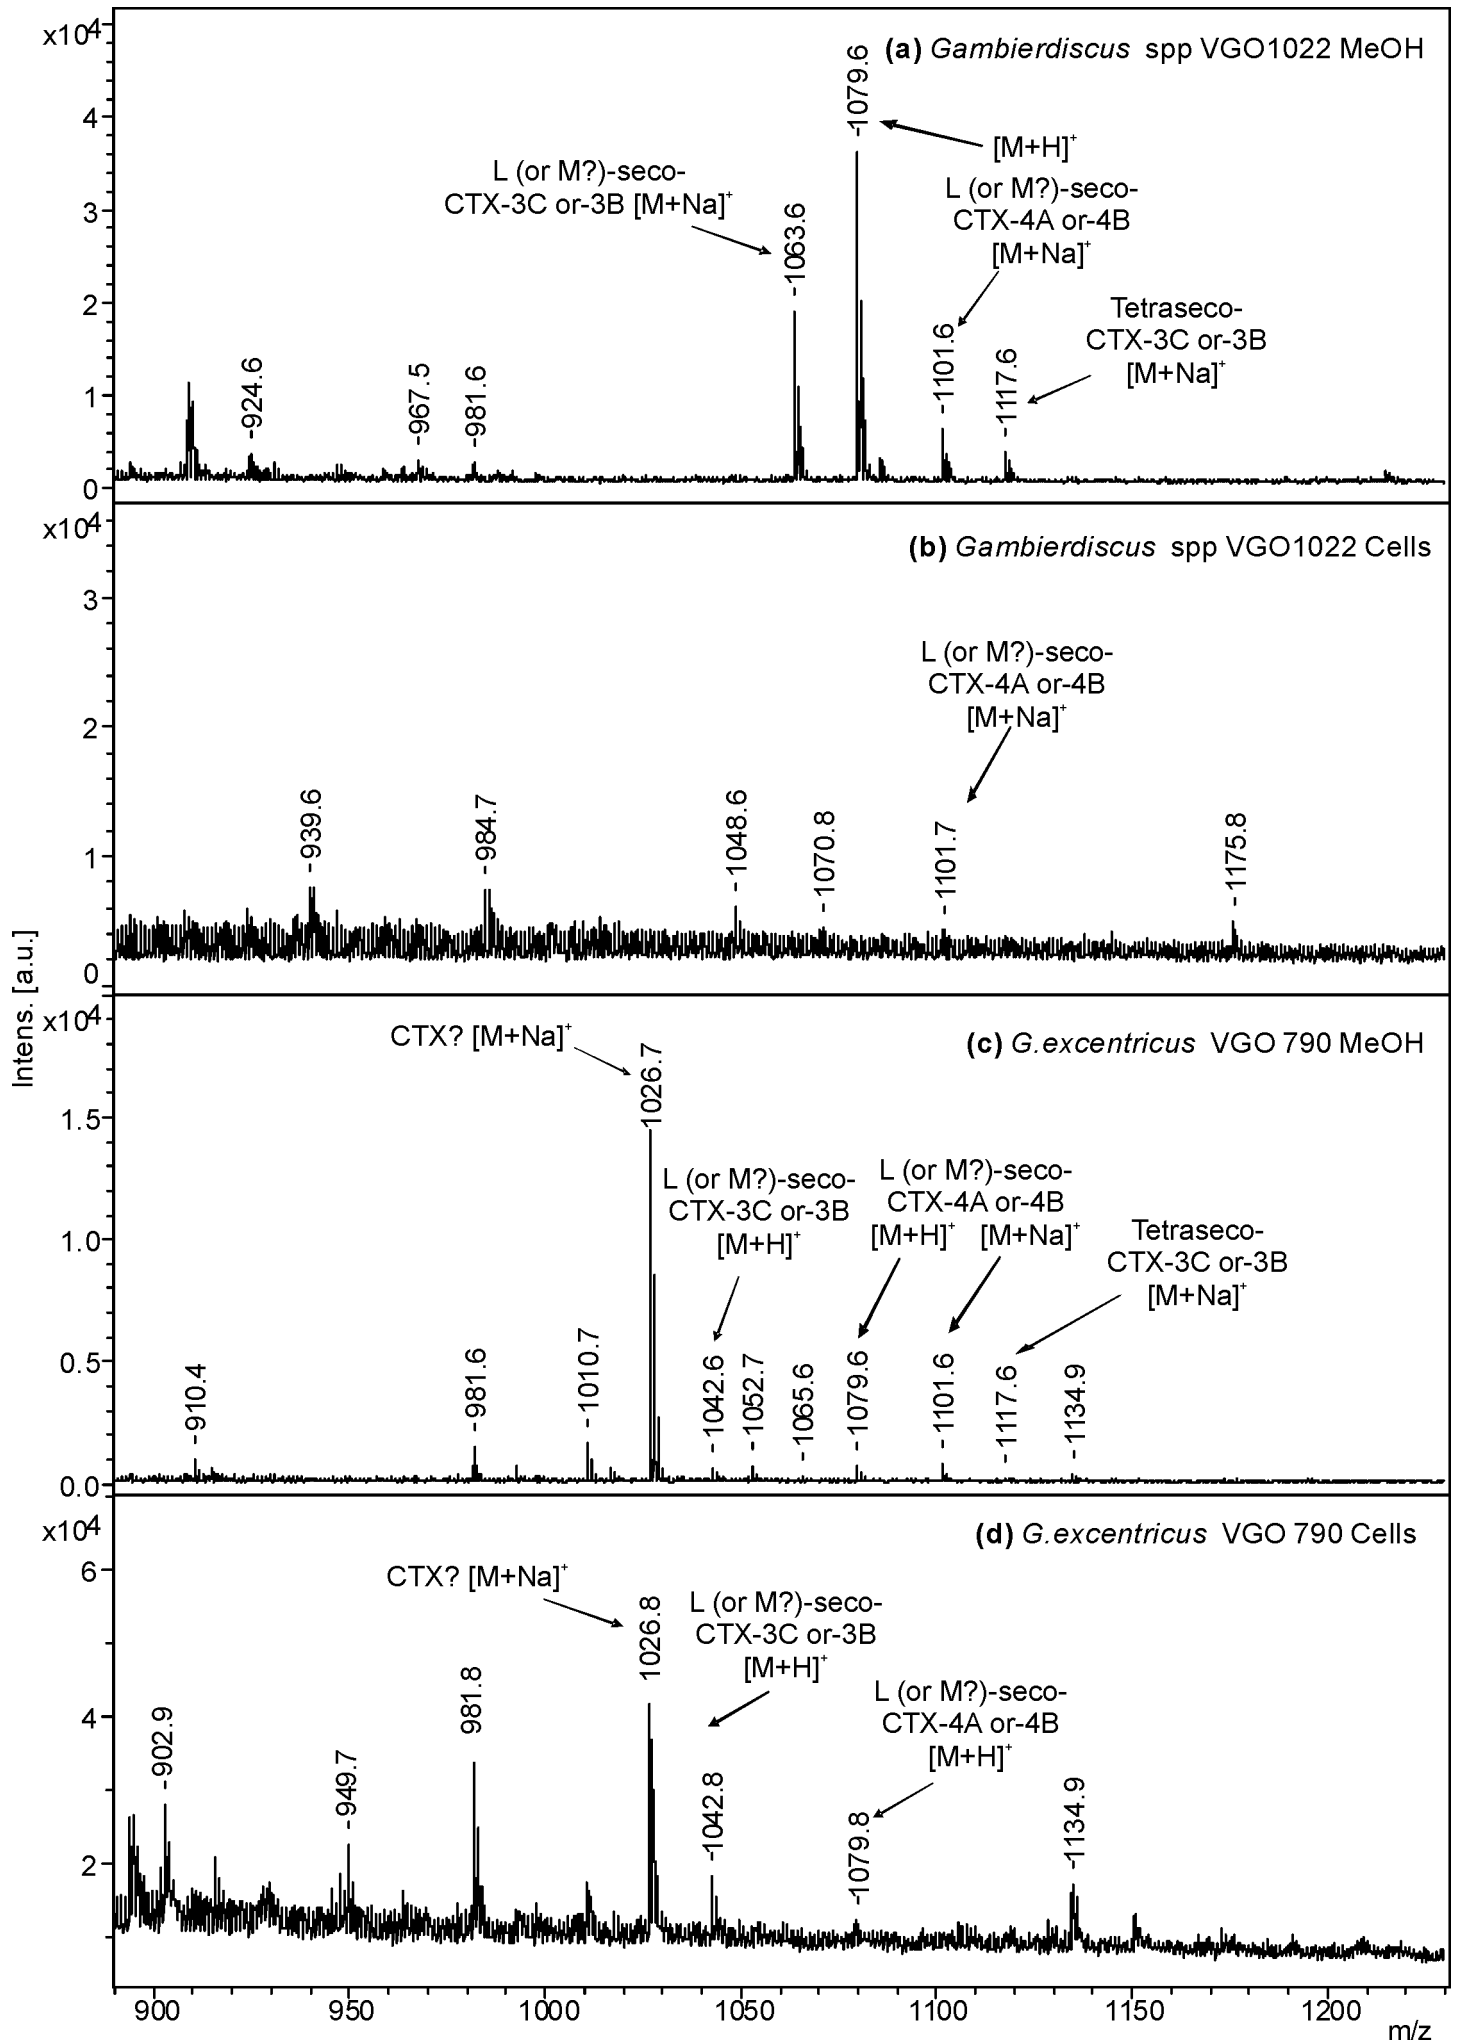 x10⁴
(a) Gambierdiscus spp VGO1022 MeOH
4
3
2
1
0
1079.6
[M+H]⁺
L (or M?)-seco-
CTX-3C or-3B [M+Na]⁺
1063.6
L (or M?)-seco-
CTX-4A or-4B
[M+Na]⁺
1101.6
Tetraseco-
CTX-3C or-3B
[M+Na]⁺
1117.6
924.6
967.5
981.6
x10⁴
(b) Gambierdiscus spp VGO1022 Cells
3
2
1
0
L (or M?)-seco-
CTX-4A or-4B
[M+Na]⁺
939.6
984.7
1048.6
1070.8
1101.7
1175.8
Intens. [a.u.]
x10⁴
(c) G.excentricus VGO 790 MeOH
1.5
1.0
0.5
0.0
CTX? [M+Na]⁺
1026.7
L (or M?)-seco-
CTX-3C or-3B
[M+H]⁺
L (or M?)-seco-
CTX-4A or-4B
[M+H]⁺ [M+Na]⁺
Tetraseco-
CTX-3C or-3B
[M+Na]⁺
910.4
981.6
1010.7
1042.6
1052.7
1065.6
1079.6
1101.6
1117.6
1134.9
x10⁴
(d) G.excentricus VGO 790 Cells
6
4
2
CTX? [M+Na]⁺
1026.8
L (or M?)-seco-
CTX-3C or-3B
[M+H]⁺
L (or M?)-seco-
CTX-4A or-4B
[M+H]⁺
902.9
949.7
981.8
1042.8
1079.8
1134.9
900 950 1000 1050 1100 1150 1200
m/z